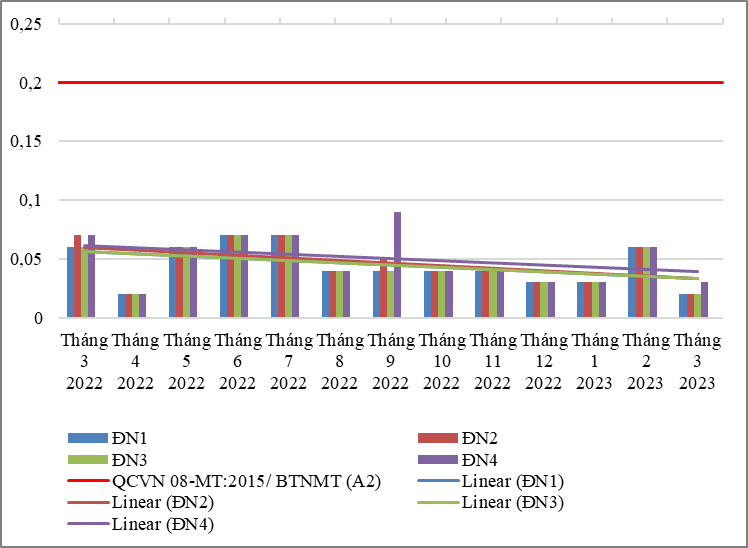 0,25
0,2
0,15
0,1
0,05
0
Tháng Tháng Tháng Tháng Tháng Tháng Tháng Tháng Tháng Tháng Tháng Tháng Tháng
3 4 5 6 7 8 9 10 11 12 1 2 3
2022 2022 2022 2022 2022 2022 2022 2022 2022 2022 2023 2023 2023
ĐN1 ĐN2
ĐN3 ĐN4
QCVN 08-MT:2015/ BTNMT (A2) Linear (ĐN1)
Linear (ĐN2) Linear (ĐN3)
Linear (ĐN4)